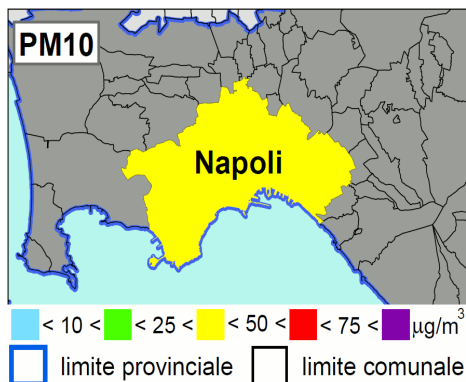 PM10
Napoli
< 10 < < 25 < < 50 < < 75 < µg/m³
limite provinciale limite comunale